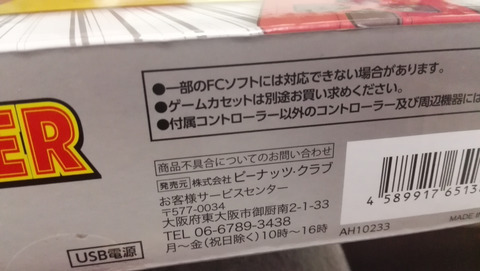 ●一部のFCソフトには対応できない場合があります。
●ゲームカセットは別途お買い求めください。
●付属コントローラー以外のコントローラー及び周辺機器には
ER
商品不具合についてのお問い合わせ
発売元 株式会社 ピーナッツ・クラブ
お客様サービスセンター
〒577-0034
大阪府東大阪市御厨南2-1-33
TEL 06-6789-3438
月〜金(祝日除く)10時〜16時
USB電源
4 589917 6513
AH10233
MADE